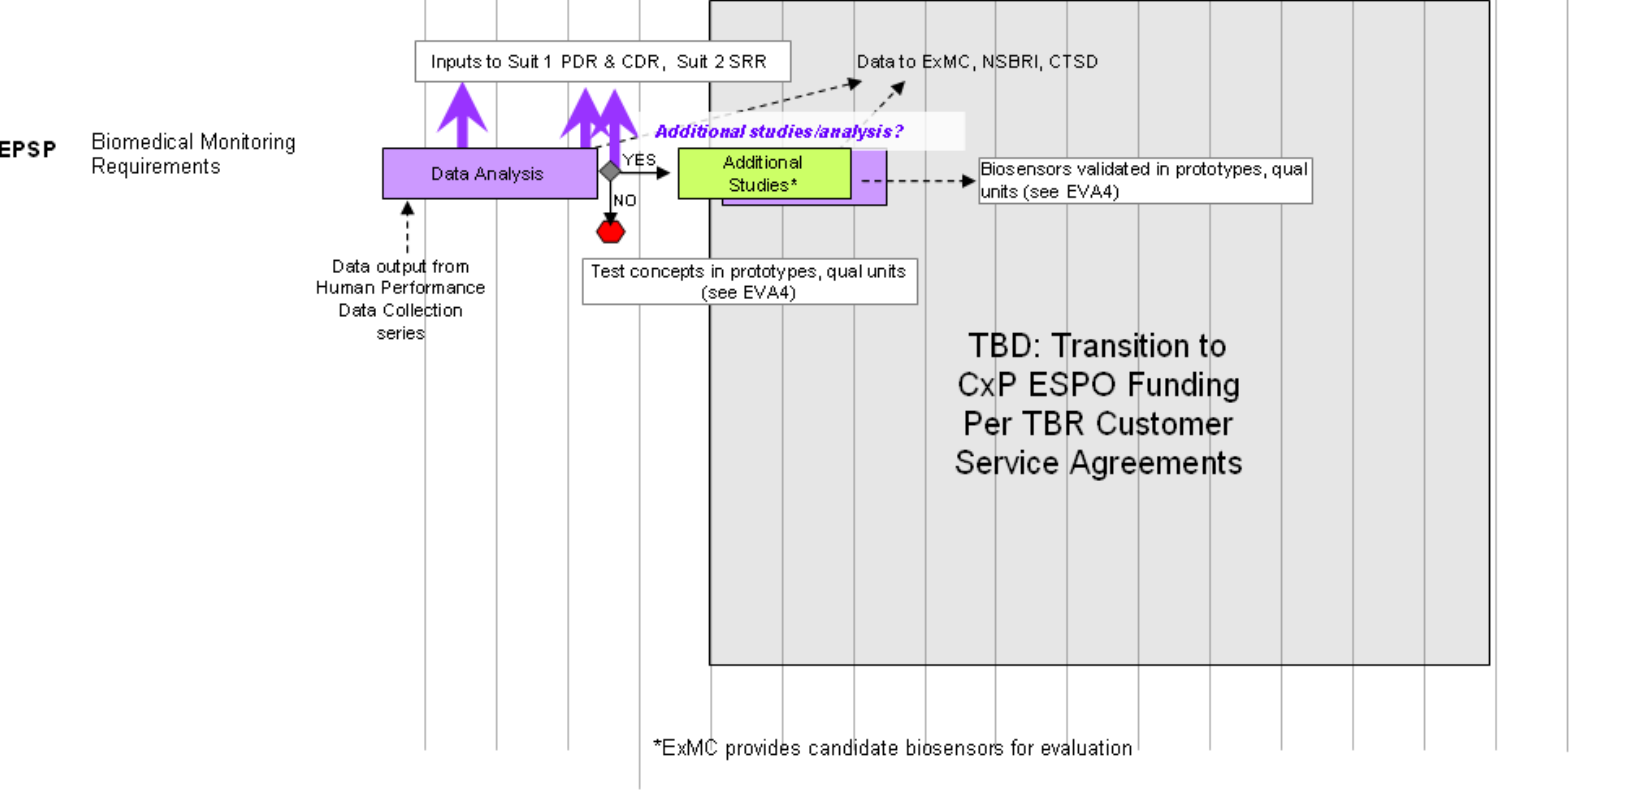 Inputs to Suit 1 PDR & CDR, Suit 2 SRR
Data to ExMC, NSBRI, CTSD
Additional studies/analysis?
EPSP
Biomedical Monitoring
Requirements
Data Analysis
YES
Additional
Studies*
Biosensors validated in prototypes, qual
units (see EVA4)
NO
Data output from
Human Performance
Data Collection
series
Test concepts in prototypes, qual units
(see EVA4)
TBD: Transition to
CxP ESPO Funding
Per TBR Customer
Service Agreements
*ExMC provides candidate biosensors for evaluation